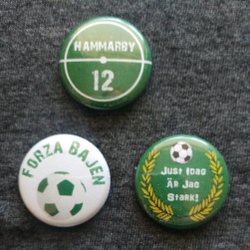 HAMMARBY
12
FORZA BAJEN
Just Idag
Är Jag
Stark!